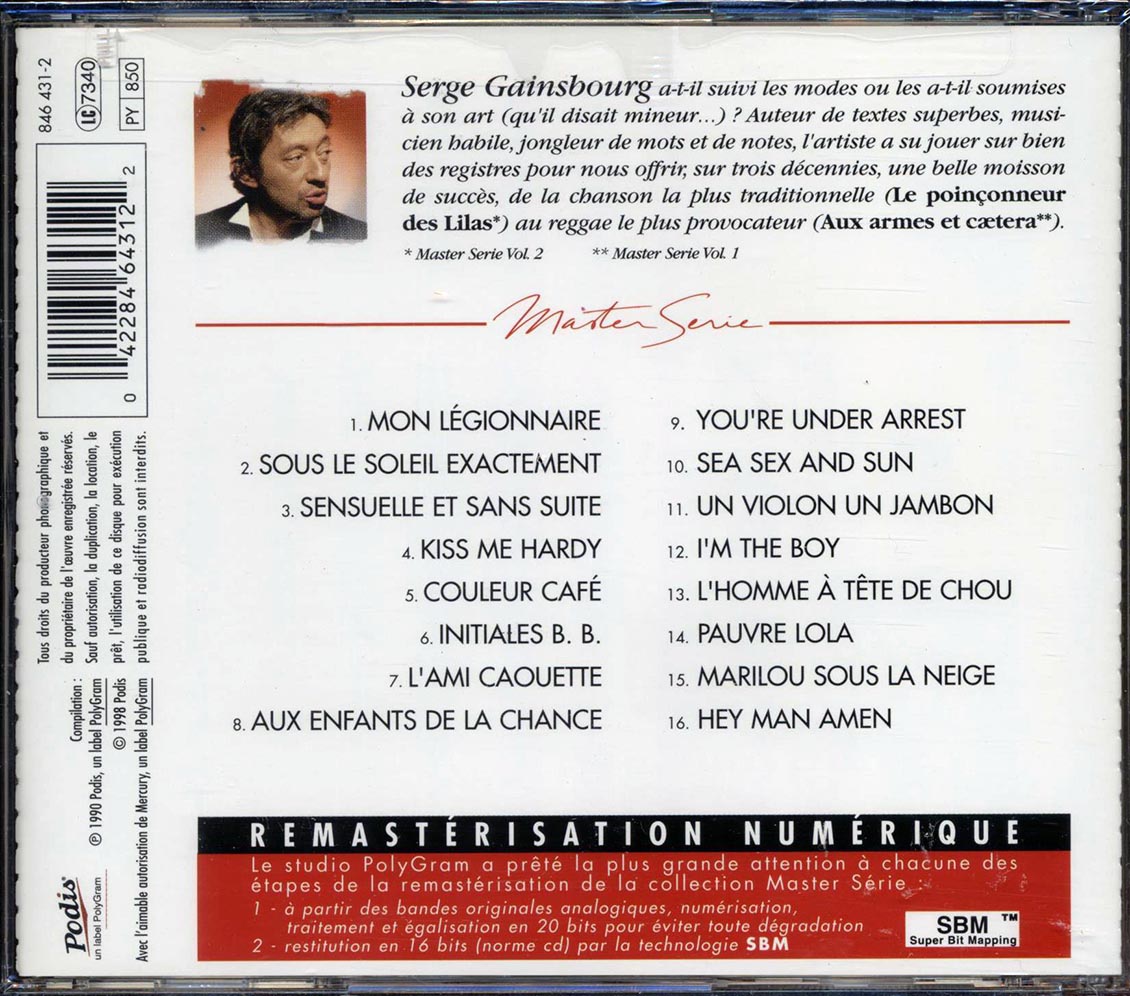 846 431-2
LC 7340
PY 850
Serge Gainsbourg a-t-il suivi les modes ou les a-t-il soumises
à son art (qu'il disait mineur...) ? Auteur de textes superbes, musi-
cien habile, jongleur de mots et de notes, l'artiste a su jouer sur bien
des registres pour nous offrir, sur trois décennies, une belle moisson
de succès, de la chanson la plus traditionnelle (Le poinçonneur
des Lilas*) au reggae le plus provocateur (Aux armes et cætera**).
* Master Serie Vol. 2 ** Master Serie Vol. 1
Master Serie
0 42284 64312 2
1. MON LÉGIONNAIRE
2. SOUS LE SOLEIL EXACTEMENT
3. SENSUELLE ET SANS SUITE
4. KISS ME HARDY
5. COULEUR CAFÉ
6. INITIALES B. B.
7. L'AMI CAOUETTE
8. AUX ENFANTS DE LA CHANCE
9. YOU'RE UNDER ARREST
10. SEA SEX AND SUN
11. UN VIOLON UN JAMBON
12. I'M THE BOY
13. L'HOMME À TÊTE DE CHOU
14. PAUVRE LOLA
15. MARILOU SOUS LA NEIGE
16. HEY MAN AMEN
Tous droits du producteur phonographique et
du propriétaire de l'œuvre enregistrée réservés.
Sauf autorisation, la duplication, la location, le
prêt, l'utilisation de ce disque pour exécution
publique et radiodiffusion sont interdits.
Compilation :
℗ 1990 Podis, un label PolyGram
© 1998 Podis
Avec l'aimable autorisation de Mercury, un label PolyGram
Podis
un label PolyGram
REMASTÉRISATION NUMÉRIQUE
Le studio PolyGram a prêté la plus grande attention à chacune des
étapes de la remastérisation de la collection Master Série :
1 - à partir des bandes originales analogiques, numérisation,
traitement et égalisation en 20 bits pour éviter toute dégradation
2 - restitution en 16 bits (norme cd) par la technologie SBM
SBM™
Super Bit Mapping